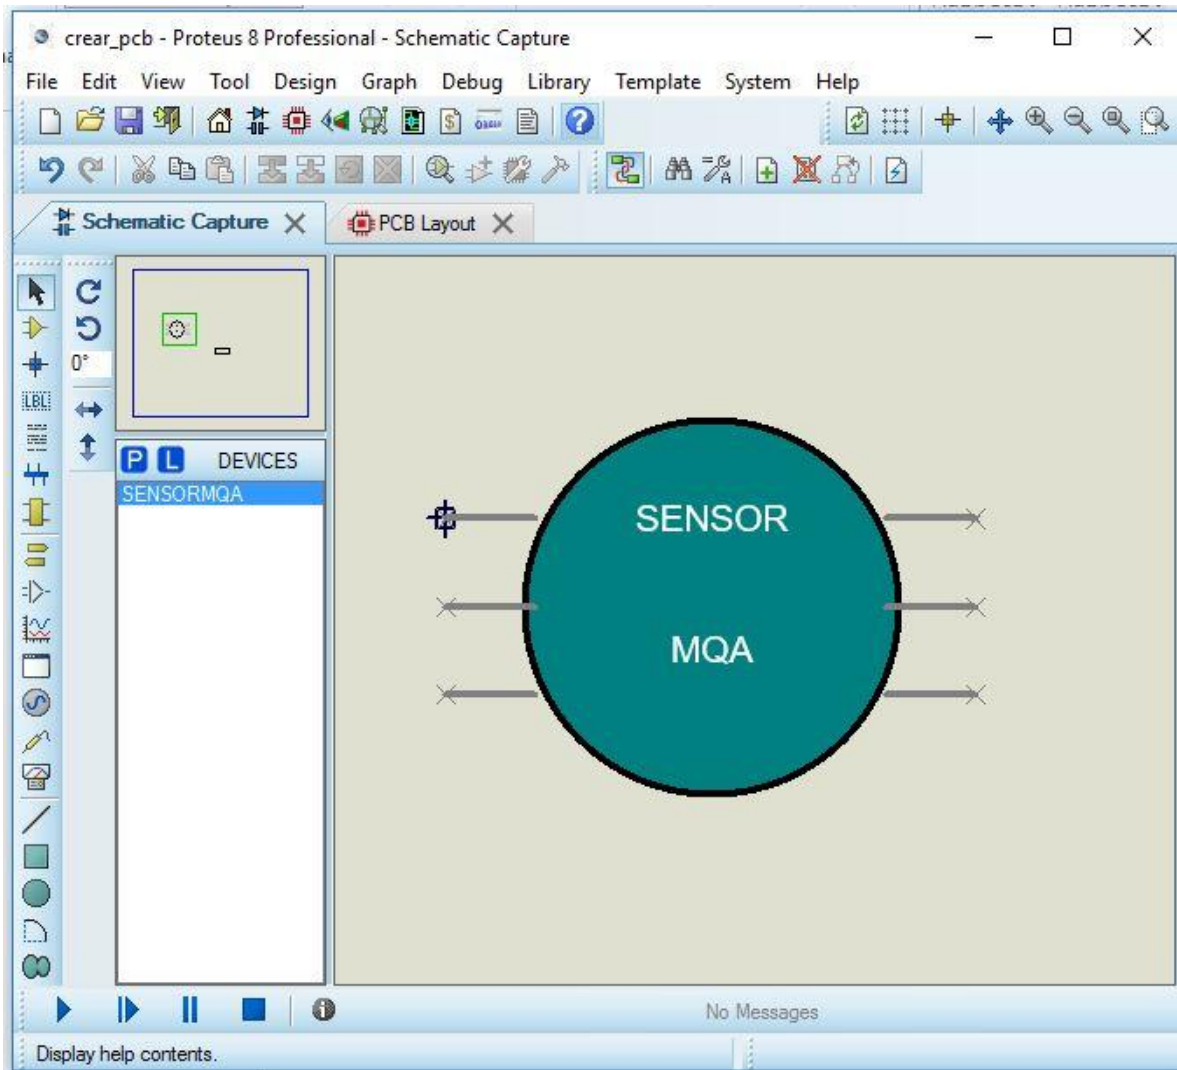 crear_pcb - Proteus 8 Professional - Schematic Capture
File Edit View Tool Design Graph Debug Library Template System Help
Schematic Capture PCB Layout
0°
LBL
P L DEVICES
SENSORMQA
SENSOR
MQA
No Messages
Display help contents.